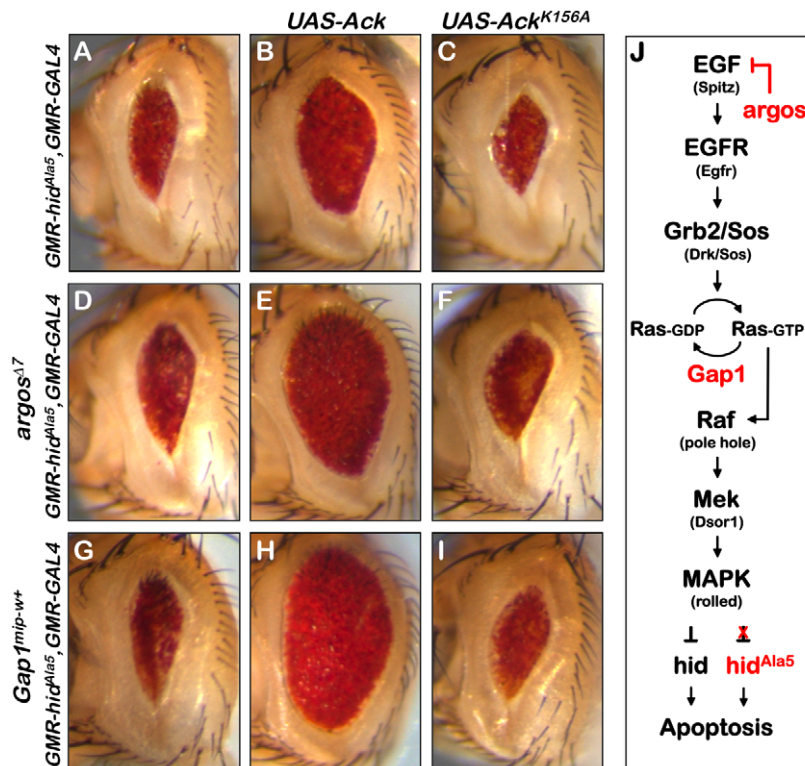 UAS-Ack
UAS-Ack^K156A
GMR-hid^Ala5, GMR-GAL4
A
B
C
argos^Δ7
GMR-hid^Ala5, GMR-GAL4
D
E
F
Gap1^mip-w+
GMR-hid^Ala5, GMR-GAL4
G
H
I
J
EGF
(Spitz)
argos
EGFR
(Egfr)
Grb2/Sos
(Drk/Sos)
Ras-GDP
Ras-GTP
Gap1
Raf
(pole hole)
Mek
(Dsor1)
MAPK
(rolled)
X
hid
hid^Ala5
Apoptosis